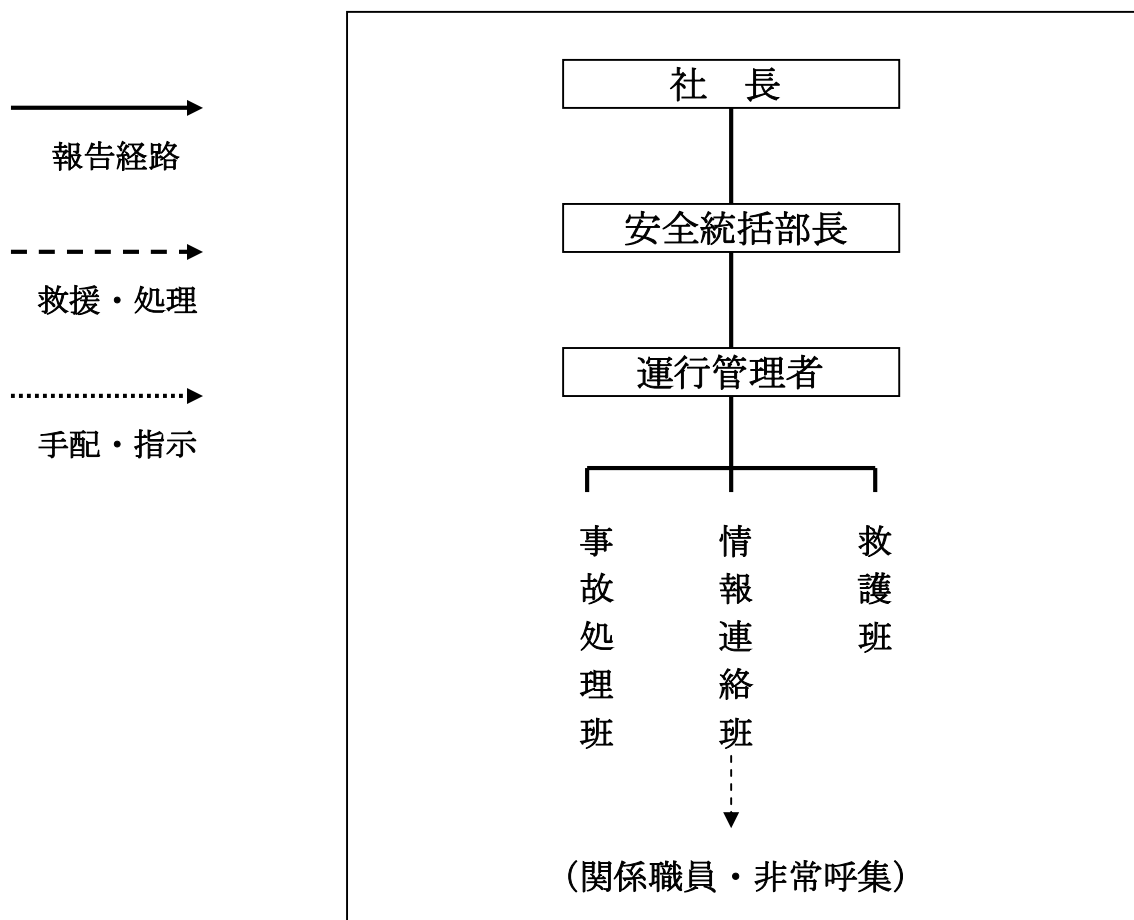 報告経路
救援・処理
手配・指示
社　長
安全統括部長
運行管理者
事故処理班
情報連絡班
救護班
（関係職員・非常呼集）